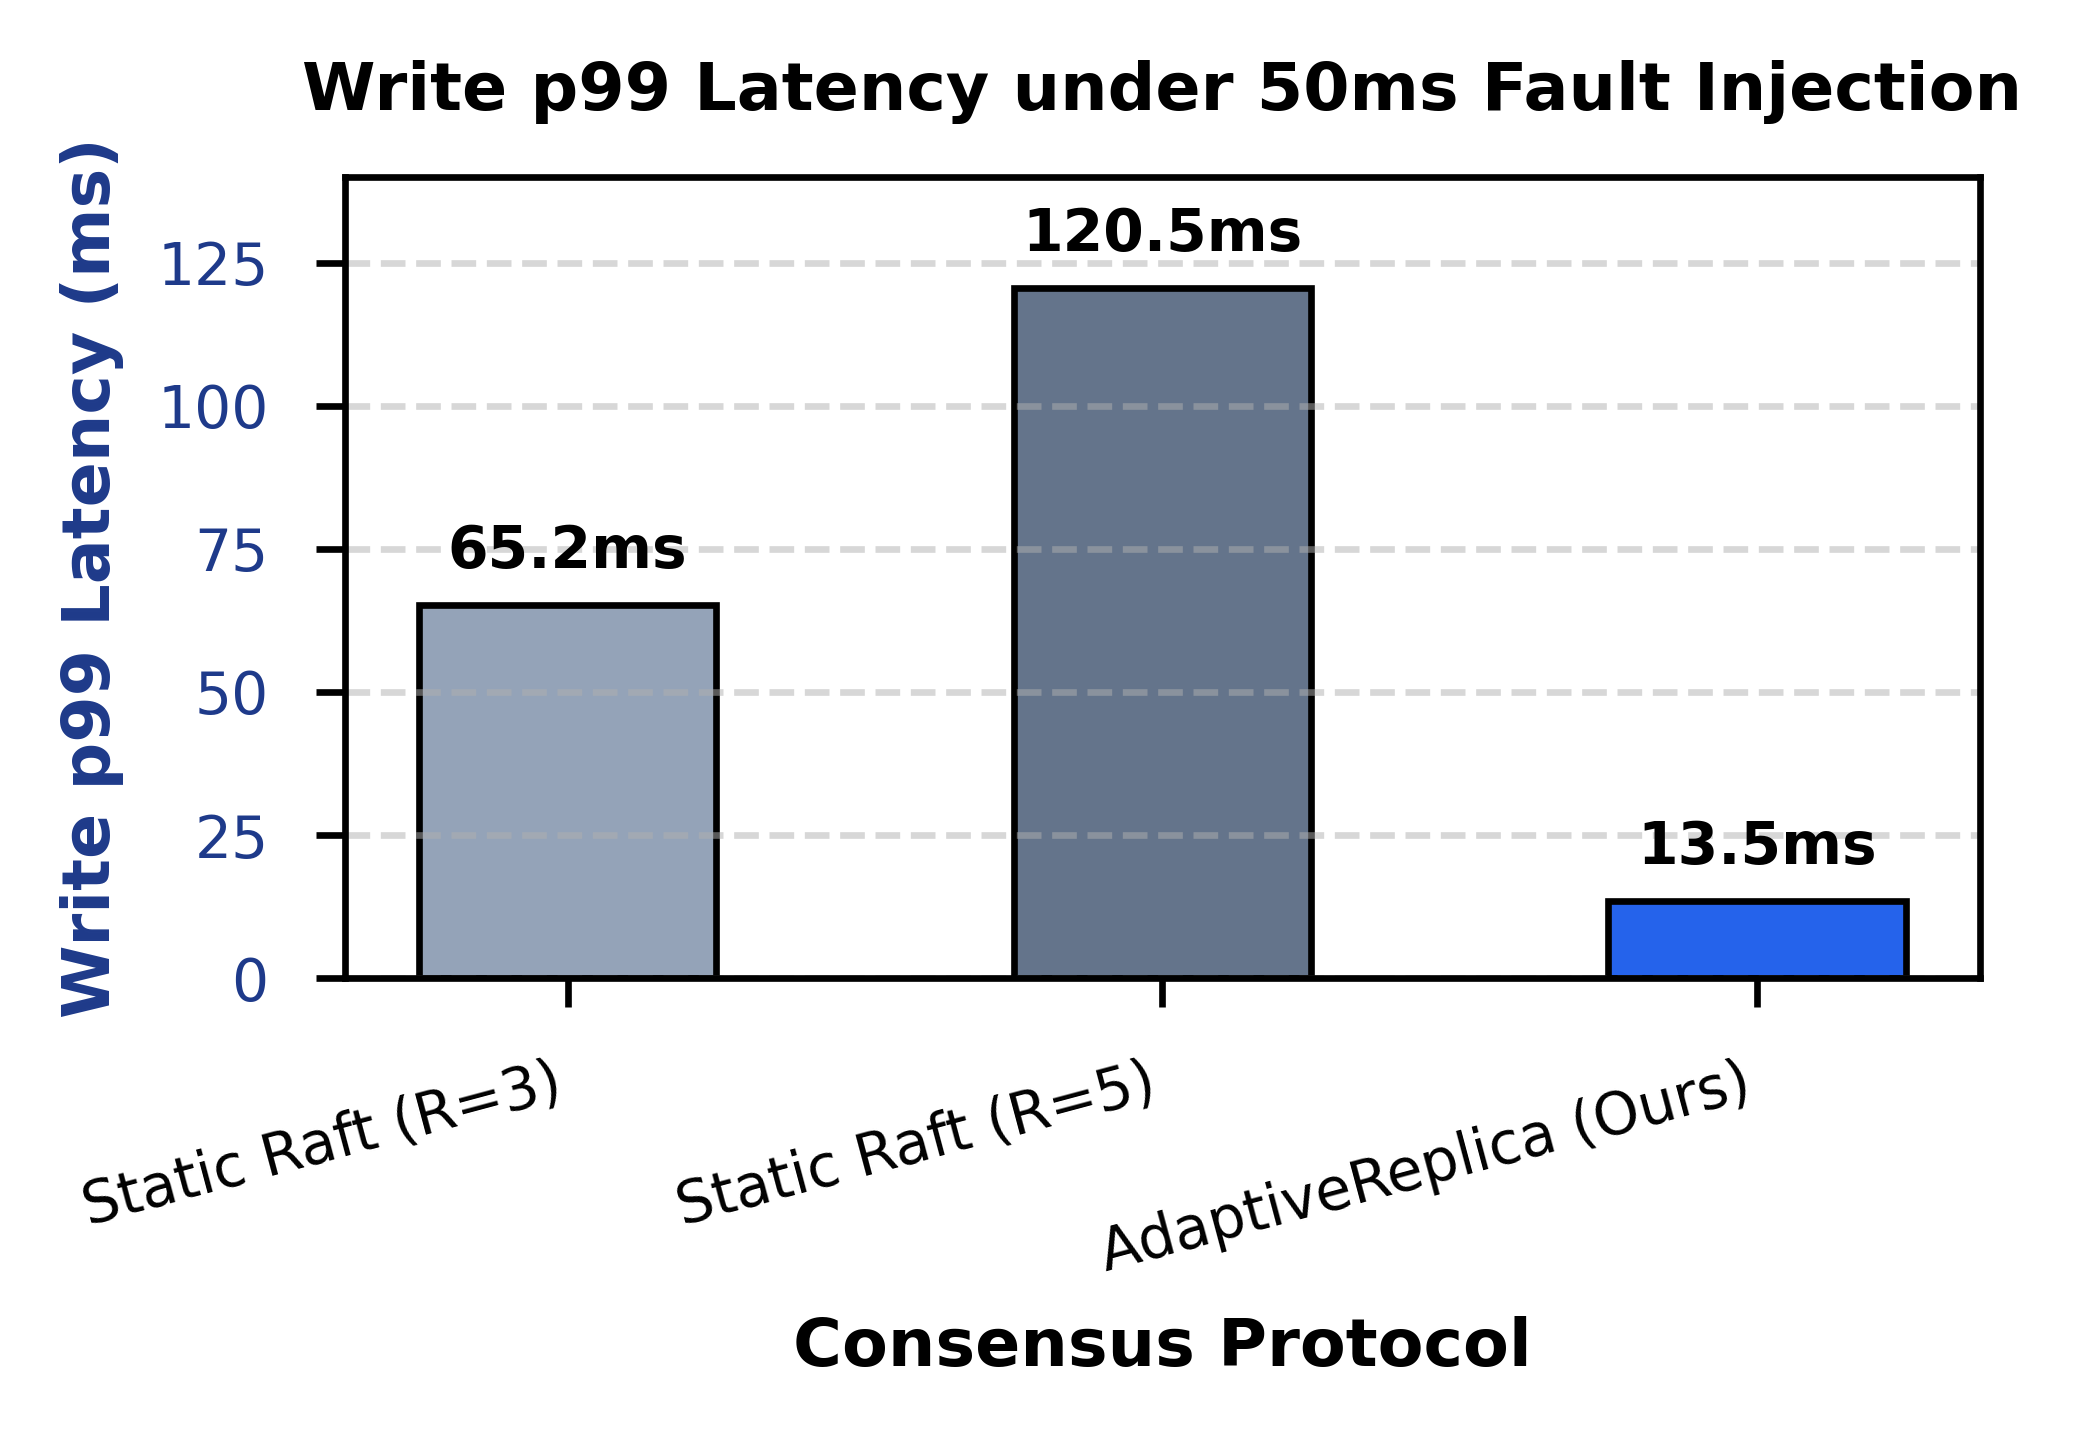 Write p99 Latency under 50ms Fault Injection
Write p99 Latency (ms)
125
100
75
50
25
0
120.5ms
65.2ms
13.5ms
Static Raft (R=3)
Static Raft (R=5)
AdaptiveReplica (Ours)
Consensus Protocol